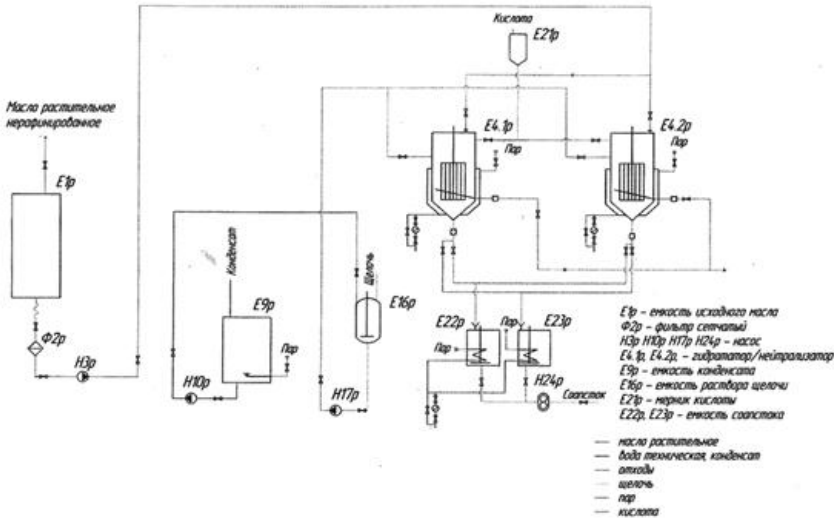 Кислота
Е21р
Масло растительное
нерафинированное
Е4.1р
Е4.2р
Пар
Пар
Е1р
Конденсат
Щелочь
Е9р
Е16р
Ф2р
Пар
Е22р
Пар
Пар
Е23р
Н3р
Н10р
Н17р
Н24р
Соапсток
Е1р – емкость исходного масла
Ф2р – фильтр сетчатый
Н3р Н10р Н17р Н24р – насос
Е4.1р, Е4.2р, – гидрататор/нейтрализатор
Е9р – емкость конденсата
Е16р – емкость раствора щелочи
Е21р – мерник кислоты
Е22р, Е23р – емкость соапстока
масло растительное
вода техническая, конденсат
отходы
щелочь
пар
кислота